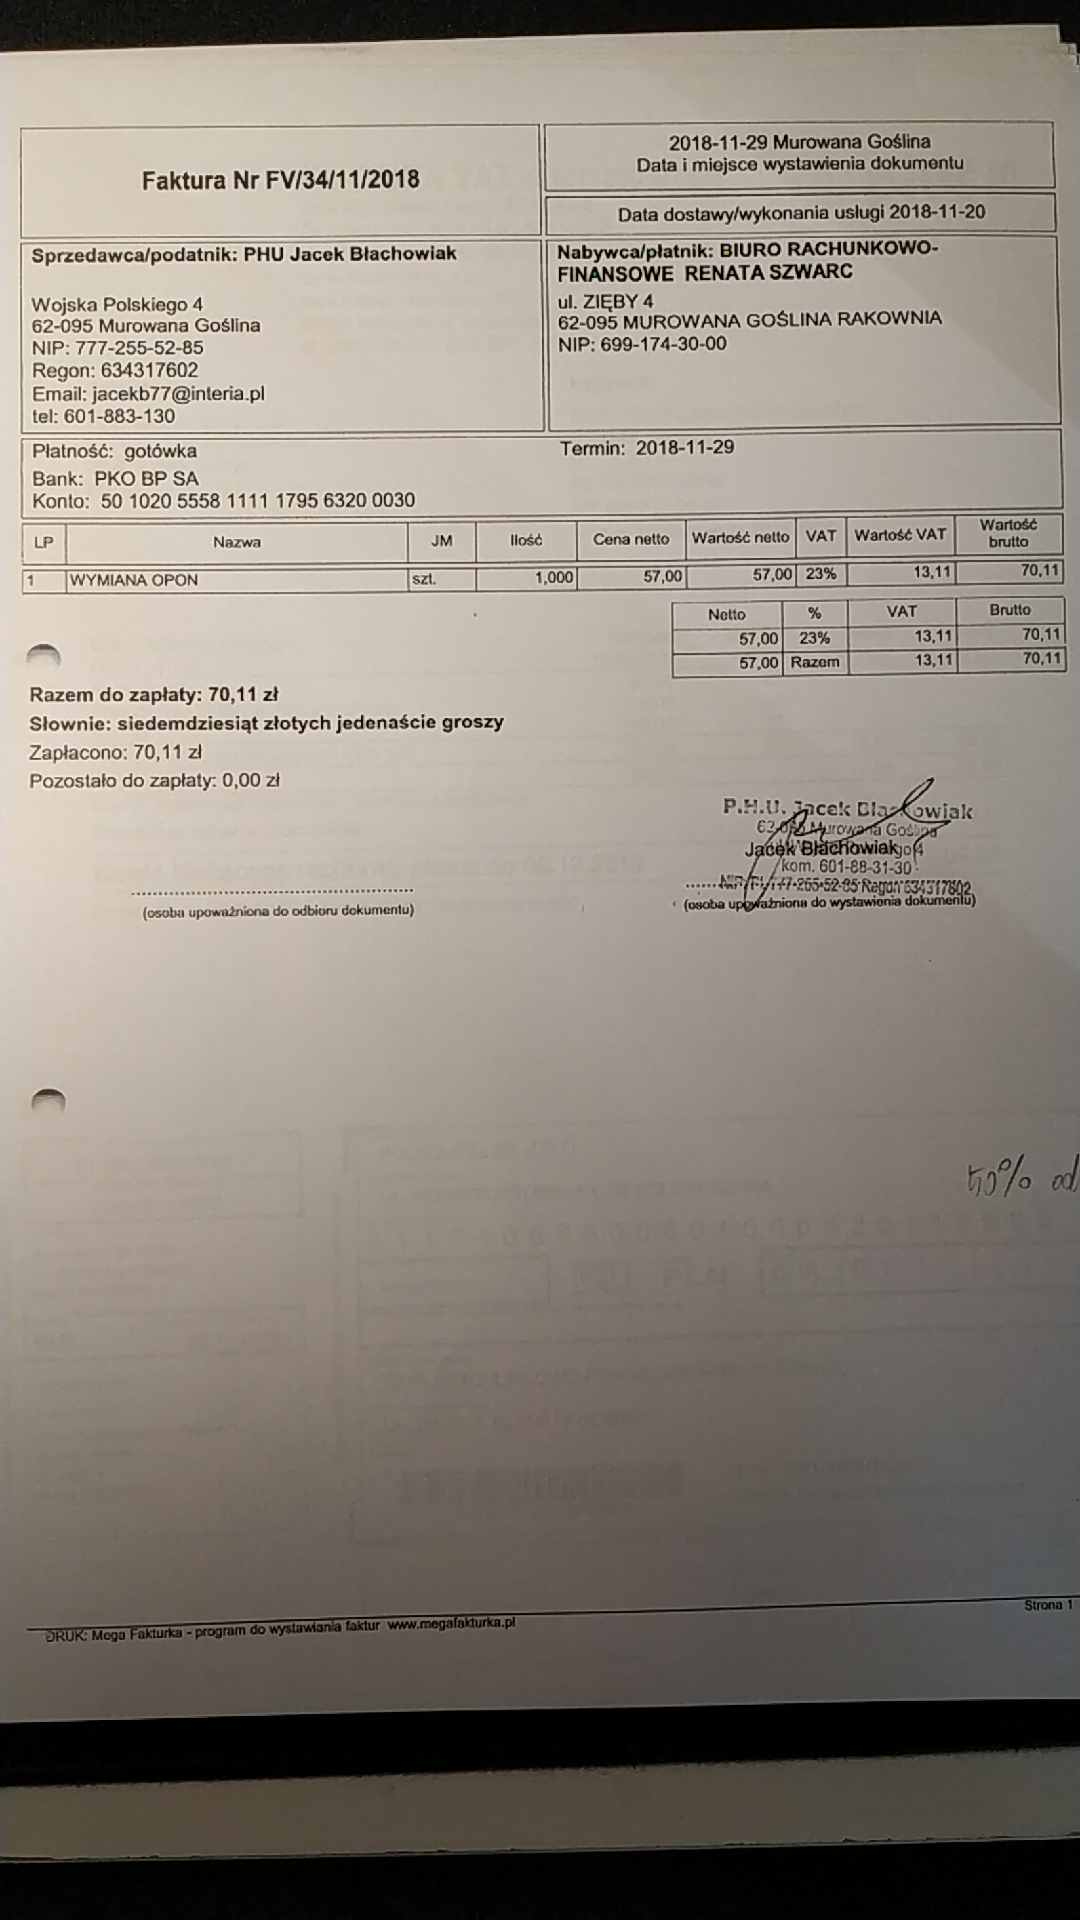 Faktura Nr FV/34/11/2018
2018-11-29 Murowana Goślina
Data i miejsce wystawienia dokumentu
Data dostawy/wykonania usługi 2018-11-20
Sprzedawca/podatnik: PHU Jacek Błachowiak
Wojska Polskiego 4
62-095 Murowana Goślina
NIP: 777-255-52-85
Regon: 634317602
Email: jacekb77@interia.pl
tel: 601-883-130
Nabywca/płatnik: BIURO RACHUNKOWO-
FINANSOWE RENATA SZWARC
ul. ZIĘBY 4
62-095 MUROWANA GOŚLINA RAKOWNIA
NIP: 699-174-30-00
Płatność: gotówka Termin: 2018-11-29
Bank: PKO BP SA
Konto: 50 1020 5558 1111 1795 6320 0030
LP Nazwa JM Ilość Cena netto Wartość netto VAT Wartość VAT Wartość brutto
1 WYMIANA OPON szt. 1,000 57,00 57,00 23% 13,11 70,11
Netto % VAT Brutto
57,00 23% 13,11 70,11
57,00 Razem 13,11 70,11
Razem do zapłaty: 70,11 zł
Słownie: siedemdziesiąt złotych jedenaście groszy
Zapłacono: 70,11 zł
Pozostało do zapłaty: 0,00 zł
P.H.U. Jacek Błachowiak
62-095 Murowana Goślina
Jacek Błachowiak
kom. 601-88-31-30
NIP 777-255-52-85 Regon 634317602
(osoba upoważniona do odbioru dokumentu)
(osoba upoważniona do wystawienia dokumentu)
50% od
Strona 1
DRUK: Mega Fakturka - program do wystawiania faktur www.megafakturka.pl